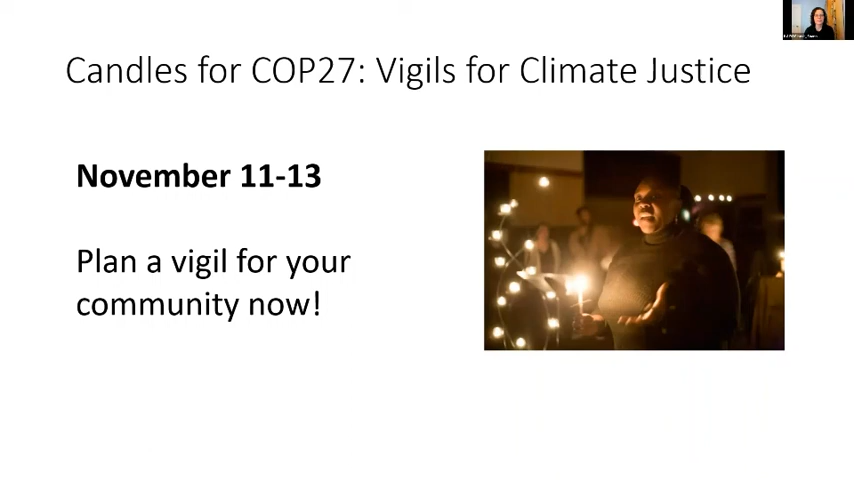 Candles for COP27: Vigils for Climate Justice
November 11-13
Plan a vigil for your
community now!